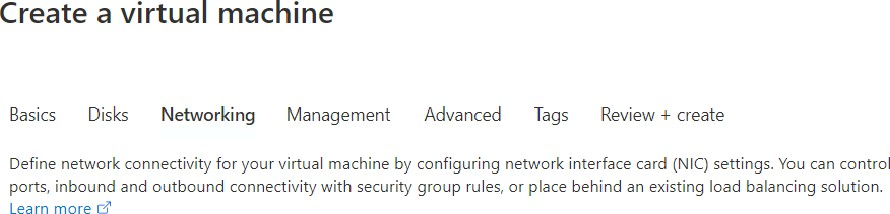 Create a virtual machine
Basics Disks Networking Management Advanced Tags Review + create
Define network connectivity for your virtual machine by configuring network interface card (NIC) settings. You can control
ports, inbound and outbound connectivity with security group rules, or place behind an existing load balancing solution.
Learn more